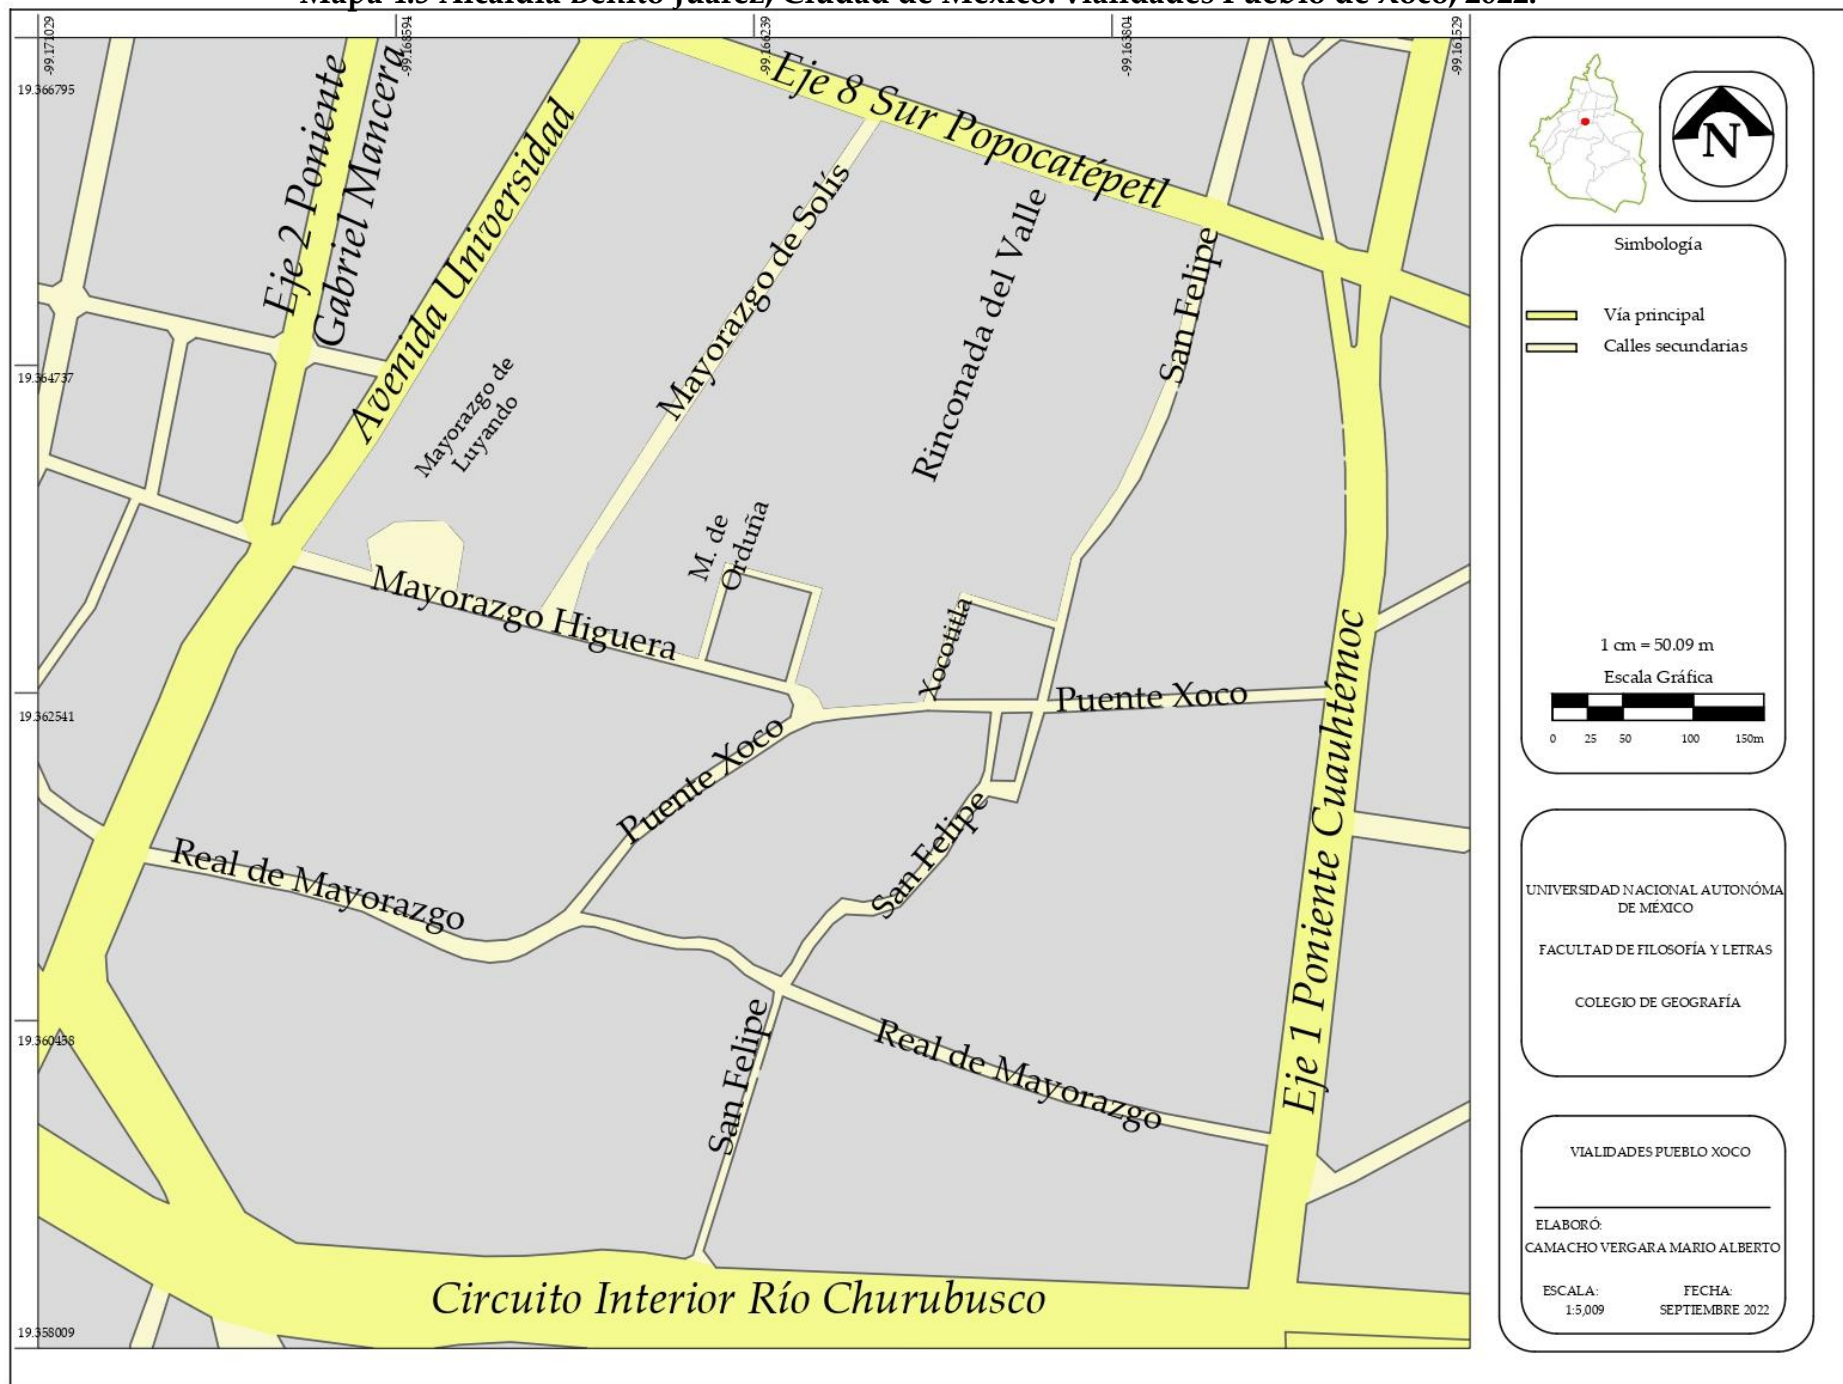 Mapa 4.5 Alcaldía Benito Juárez, Ciudad de México: Vialidades Pueblo de Xoco, 2022.
-99.171029
-99.168594
-99.166239
-99.163804
-99.161529
19.366795
19.364737
19.362541
19.360458
19.358009
Eje 2 Poniente
Gabriel Mancera
Avenida Universidad
Eje 8 Sur Popocatépetl
Mayorazgo de Solís
Rinconada del Valle
San Felipe
Mayorazgo de
Luyando
M. de
Orduña
Mayorazgo Higuera
Xocotitla
Puente Xoco
Puente Xoco
Eje 1 Poniente Cuauhtémoc
San Felipe
Real de Mayorazgo
San Felipe
Real de Mayorazgo
Circuito Interior Río Churubusco
N
Simbología
Vía principal
Calles secundarias
1 cm = 50.09 m
Escala Gráfica
0 25 50 100 150m
UNIVERSIDAD NACIONAL AUTONÓMA
DE MÉXICO
FACULTAD DE FILOSOFÍA Y LETRAS
COLEGIO DE GEOGRAFÍA
VIALIDADES PUEBLO XOCO
ELABORÓ:
CAMACHO VERGARA MARIO ALBERTO
ESCALA:
1:5,009
FECHA:
SEPTIEMBRE 2022